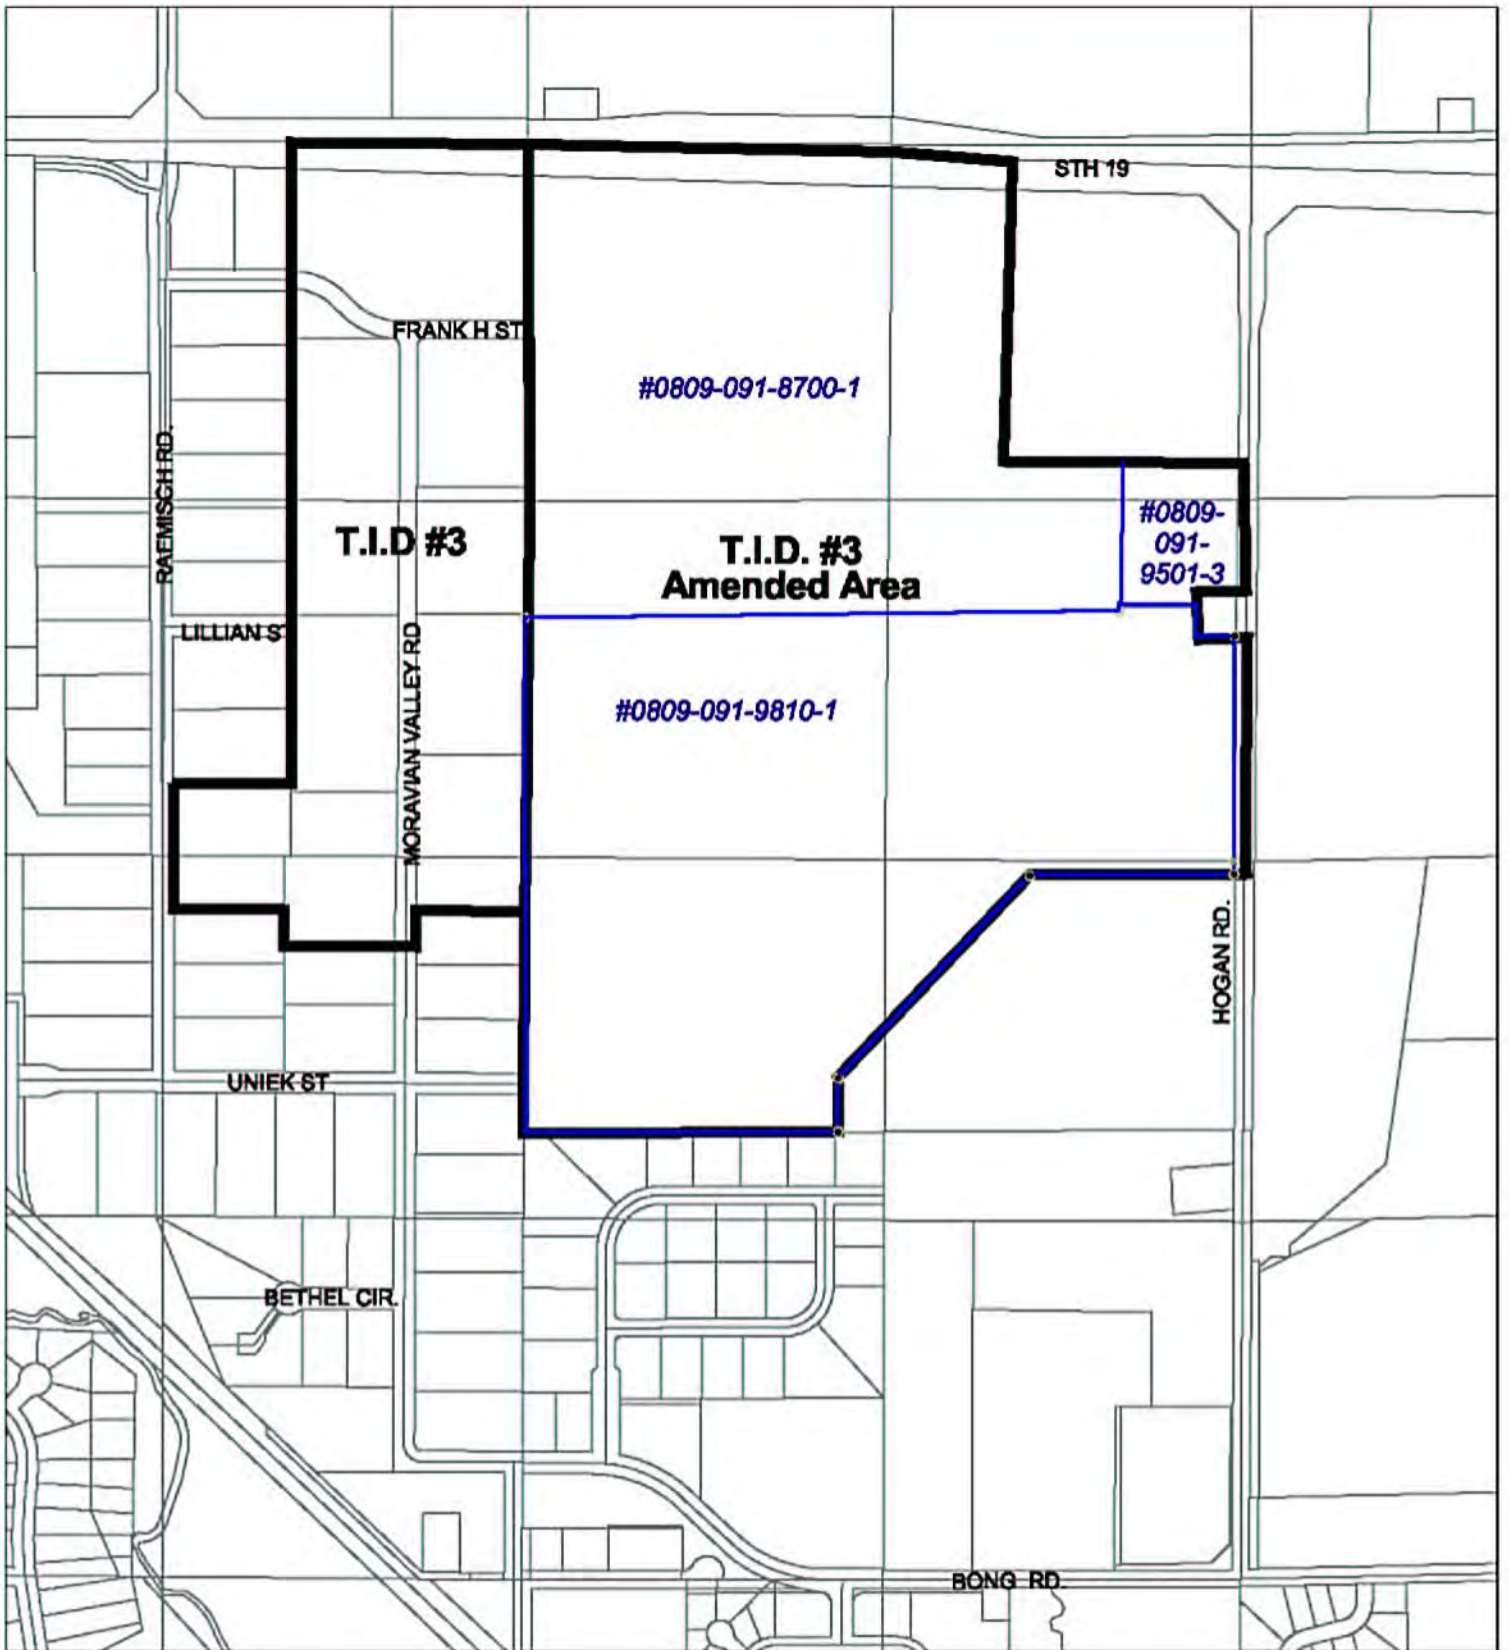 STH 19
FRANK H ST
#0809-091-8700-1
RAEMISCH RD.
#0809-
091-
9501-3
T.I.D #3
T.I.D. #3
Amended Area
LILLIAN S
MORAVIAN VALLEY RD
#0809-091-9810-1
HOGAN RD.
UNIEK ST
BETHEL CIR.
BONG RD.